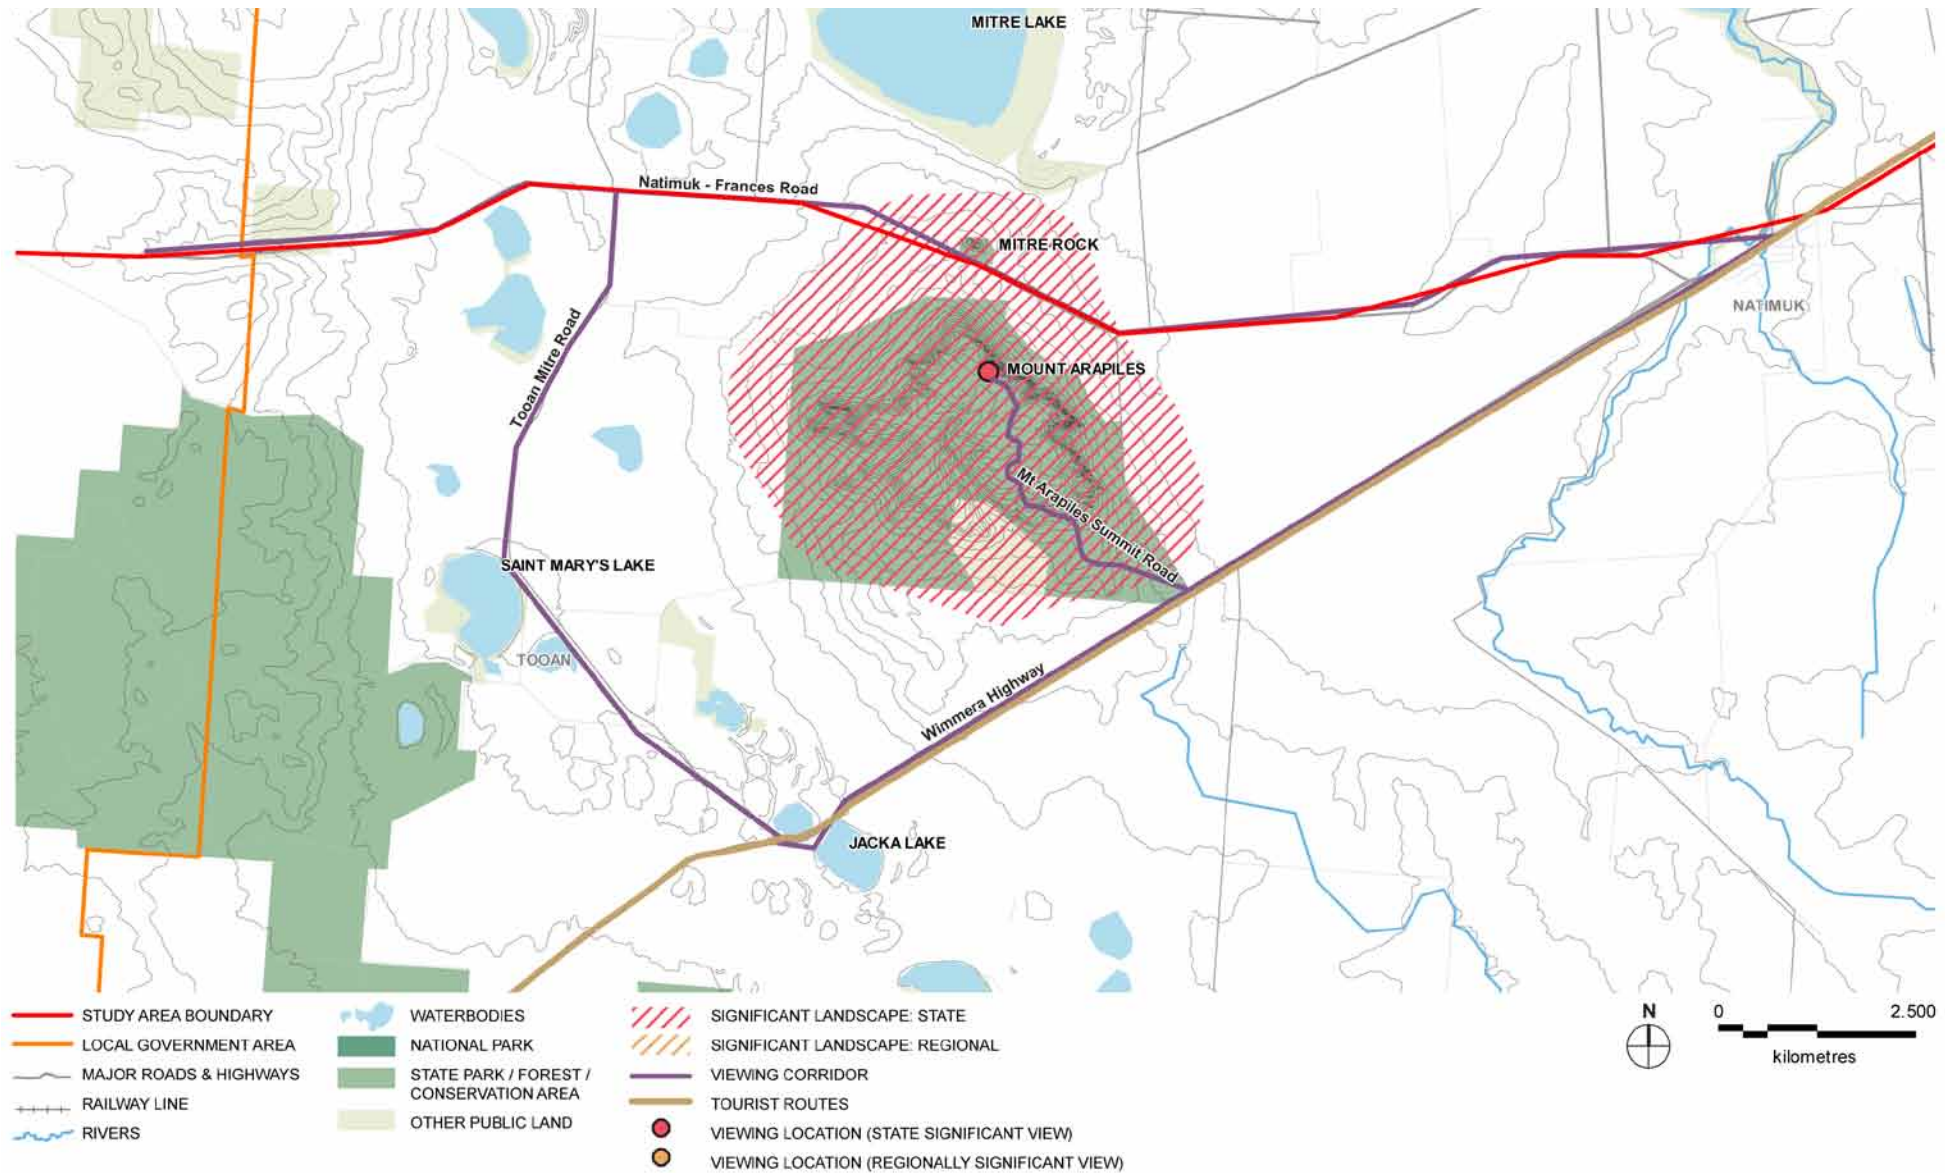 MITRE LAKE
Natimuk - Frances Road
MITRE ROCK
NATIMUK
Tooan Mitre Road
MOUNT ARAPILES
Mt Arapiles Summit Road
SAINT MARY'S LAKE
TOOAN
Wimmera Highway
JACKA LAKE
STUDY AREA BOUNDARY
LOCAL GOVERNMENT AREA
MAJOR ROADS & HIGHWAYS
RAILWAY LINE
RIVERS
WATERBODIES
NATIONAL PARK
STATE PARK / FOREST /
CONSERVATION AREA
OTHER PUBLIC LAND
SIGNIFICANT LANDSCAPE: STATE
SIGNIFICANT LANDSCAPE: REGIONAL
VIEWING CORRIDOR
TOURIST ROUTES
VIEWING LOCATION (STATE SIGNIFICANT VIEW)
VIEWING LOCATION (REGIONALLY SIGNIFICANT VIEW)
N
0 2.500
kilometres